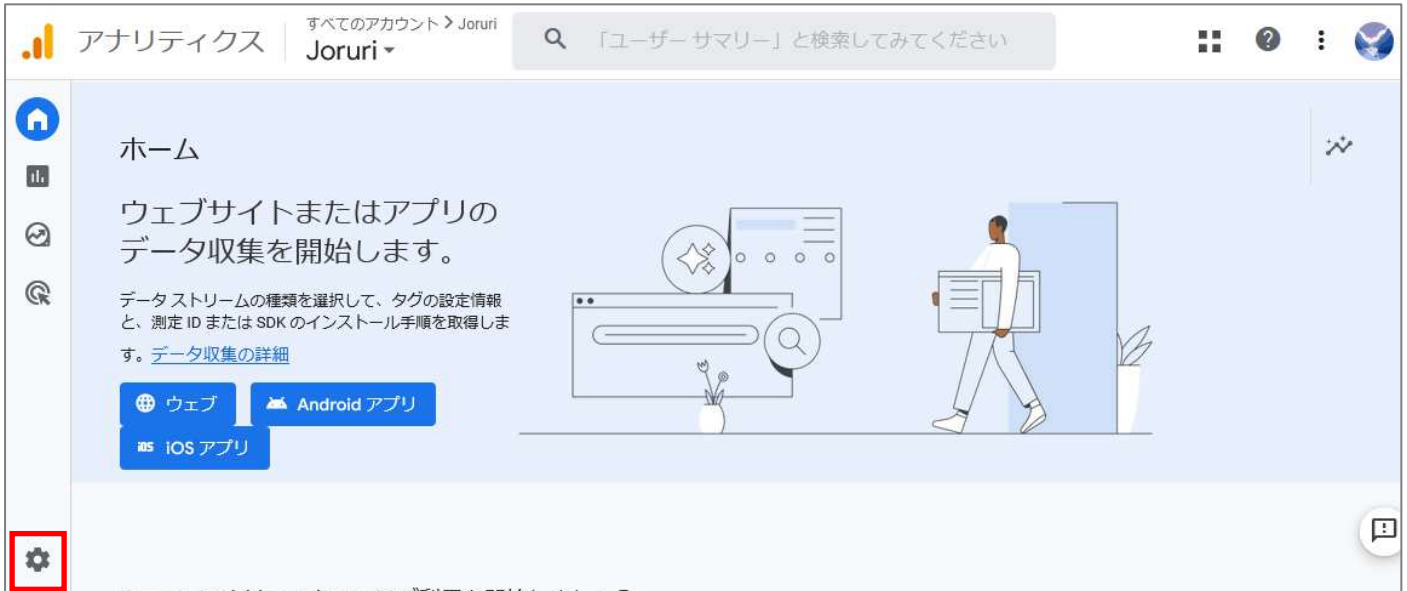 アナリティクス
すべてのアカウント > Joruri
Joruri
「ユーザー サマリー」と検索してみてください
ホーム
ウェブサイトまたはアプリの
データ収集を開始します。
データ ストリームの種類を選択して、タグの設定情報
と、測定 ID または SDK のインストール手順を取得しま
す。データ収集の詳細
ウェブ
Android アプリ
iOS iOS アプリ